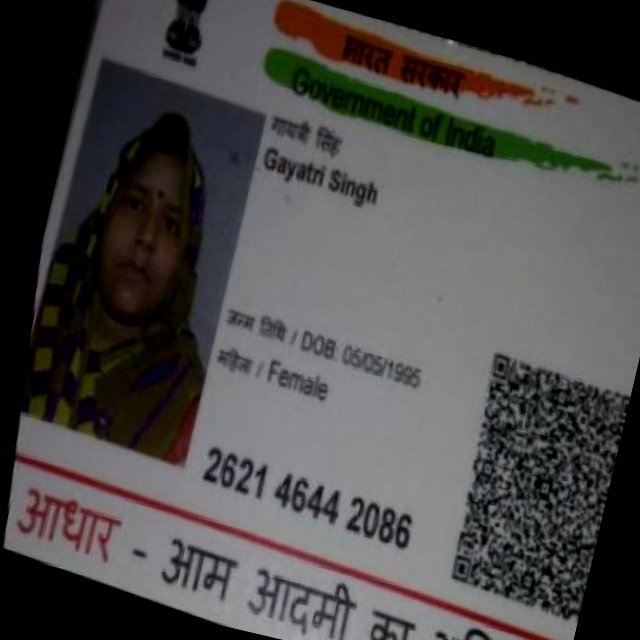 भारत सरकार
Government of India
गायत्री सिंह
Gayatri Singh
जन्म तिथि / DOB: 05/05/1995
महिला / Female
2621 4644 2086
आधार - आम आदमी का